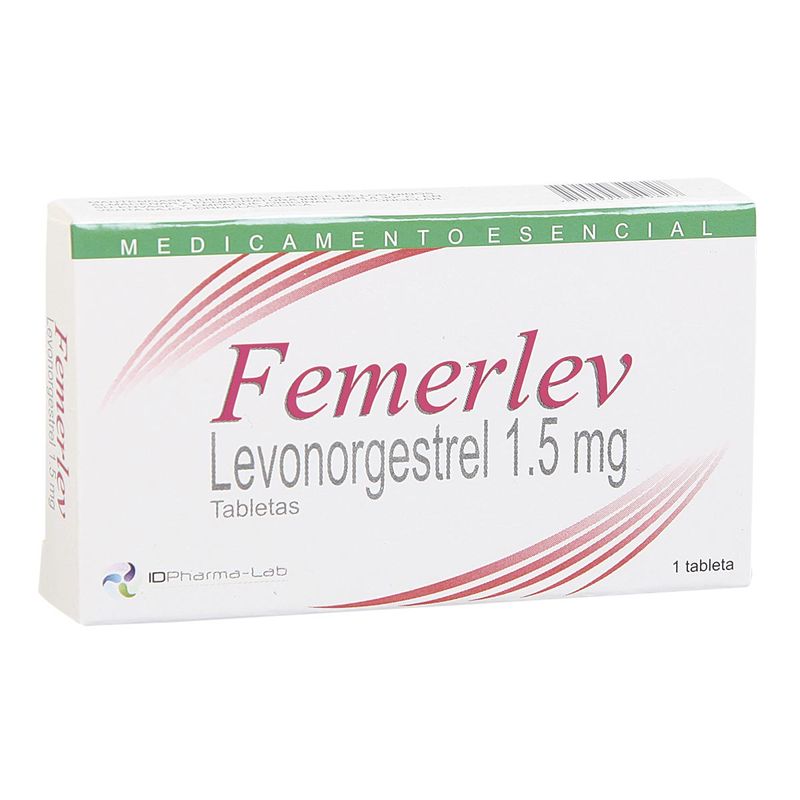 MEDICAMENTO ESENCIAL
Femerlev
Levonorgestrel 1.5 mg
Tabletas
IDPharma-Lab
1 tableta
Femerlev
Levonorgestrel 1.5 mg